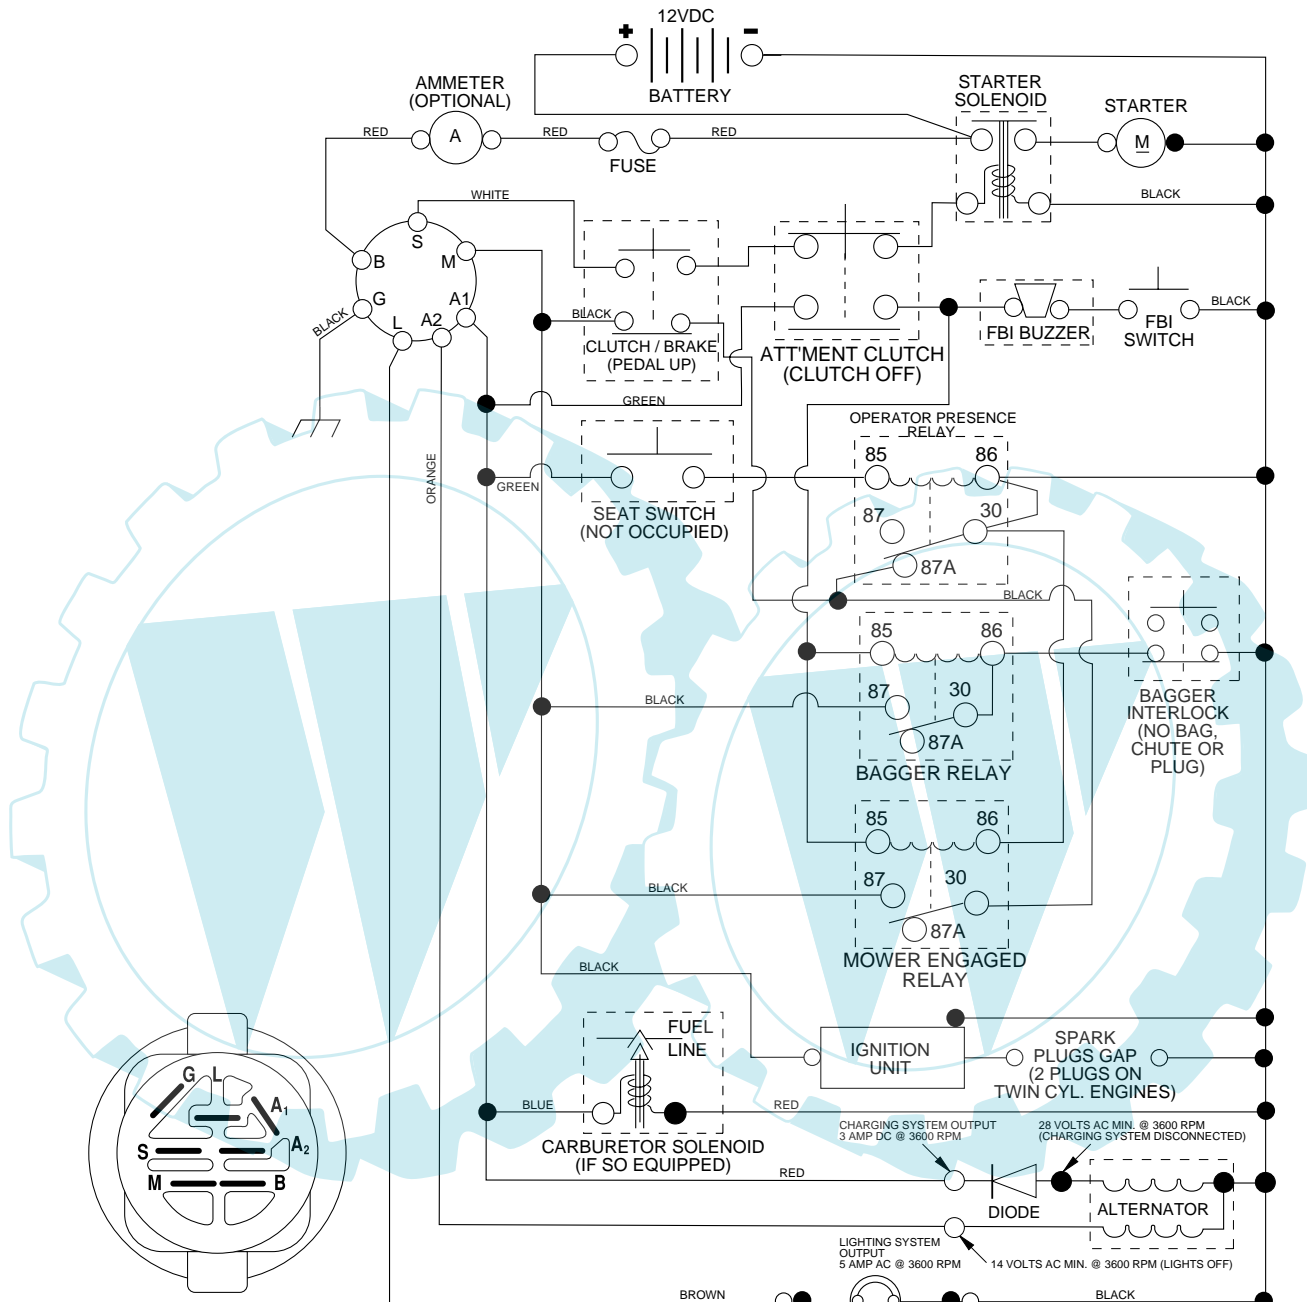 12VDC
+
-
BATTERY
AMMETER
(OPTIONAL)
STARTER
SOLENOID
STARTER
RED
A
RED
FUSE
RED
M
WHITE
BLACK
S
B
M
G
A1
A2
L
BLACK
BLACK
CLUTCH / BRAKE
(PEDAL UP)
ATT'MENT CLUTCH
(CLUTCH OFF)
FBI BUZZER
FBI
SWITCH
BLACK
GREEN
OPERATOR PRESENCE
RELAY
ORANGE
GREEN
SEAT SWITCH
(NOT OCCUPIED)
85
86
87
30
87A
BLACK
85
86
87
30
87A
BLACK
BAGGER RELAY
BAGGER
INTERLOCK
(NO BAG,
CHUTE OR
PLUG)
85
86
87
30
87A
BLACK
MOWER ENGAGED
RELAY
BLACK
FUEL
LINE
IGNITION
UNIT
SPARK
PLUGS GAP
(2 PLUGS ON
TWIN CYL. ENGINES)
BLUE
RED
CARBURETOR SOLENOID
(IF SO EQUIPPED)
CHARGING SYSTEM OUTPUT
3 AMP DC @ 3600 RPM
28 VOLTS AC MIN. @ 3600 RPM
(CHARGING SYSTEM DISCONNECTED)
RED
DIODE
ALTERNATOR
LIGHTING SYSTEM
OUTPUT
5 AMP AC @ 3600 RPM
14 VOLTS AC MIN. @ 3600 RPM (LIGHTS OFF)
G
L
A1
A2
S
M
B
BROWN
BLACK